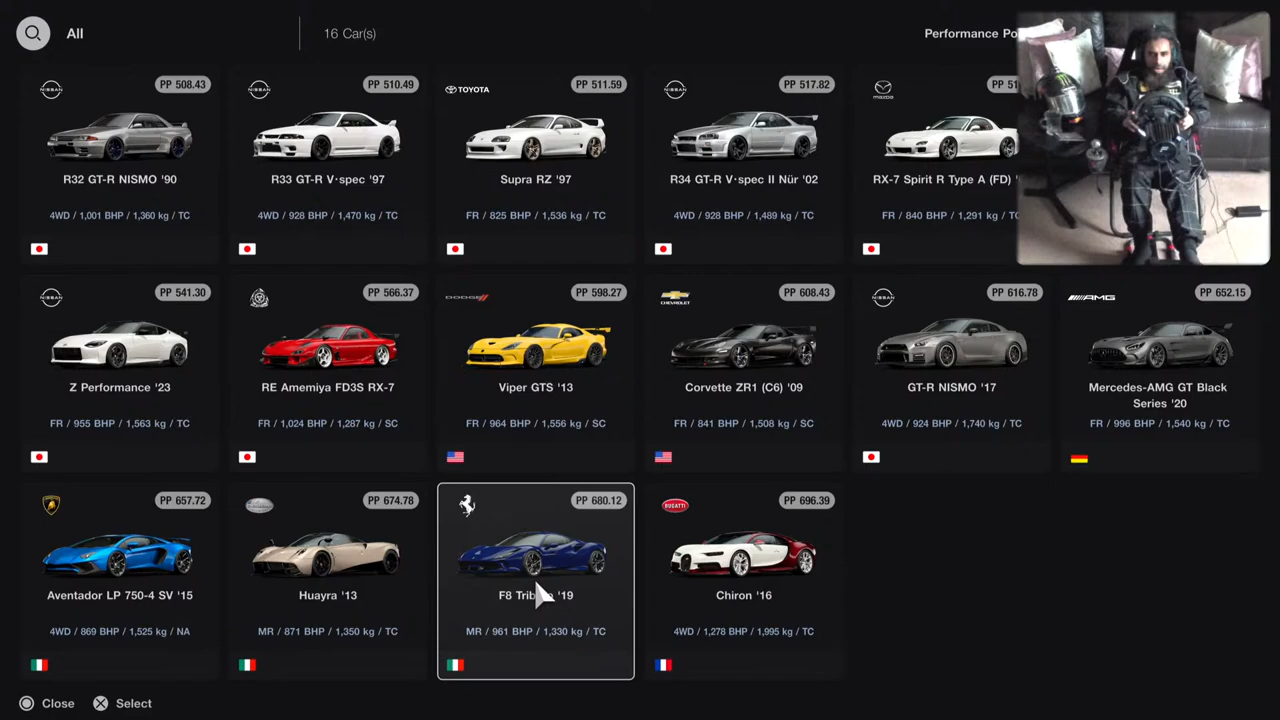 All
16 Car(s)
Performance Po
PP 508.43
R32 GT-R NISMO '90
4WD / 1,001 BHP / 1,360 kg / TC
PP 510.49
R33 GT-R V·spec '97
4WD / 928 BHP / 1,470 kg / TC
TOYOTA
PP 511.59
Supra RZ '97
FR / 825 BHP / 1,536 kg / TC
PP 517.82
R34 GT-R V·spec II Nür '02
4WD / 928 BHP / 1,489 kg / TC
PP 51
RX-7 Spirit R Type A (FD) '
FR / 840 BHP / 1,291 kg / TC
NISSAN
PP 541.30
Z Performance '23
FR / 955 BHP / 1,563 kg / TC
PP 566.37
RE Amemiya FD3S RX-7
FR / 1,024 BHP / 1,287 kg / SC
DODGE
PP 598.27
Viper GTS '13
FR / 964 BHP / 1,556 kg / SC
CHEVROLET
PP 608.43
Corvette ZR1 (C6) '09
FR / 841 BHP / 1,508 kg / SC
NISSAN
PP 616.78
GT-R NISMO '17
4WD / 924 BHP / 1,740 kg / TC
AMG
PP 652.15
Mercedes-AMG GT Black
Series '20
FR / 996 BHP / 1,540 kg / TC
PP 657.72
Aventador LP 750-4 SV '15
4WD / 869 BHP / 1,525 kg / NA
PP 674.78
Huayra '13
MR / 871 BHP / 1,350 kg / TC
PP 680.12
F8 Trib '19
MR / 961 BHP / 1,330 kg / TC
BUGATTI
PP 696.39
Chiron '16
4WD / 1,278 BHP / 1,995 kg / TC
Close
Select